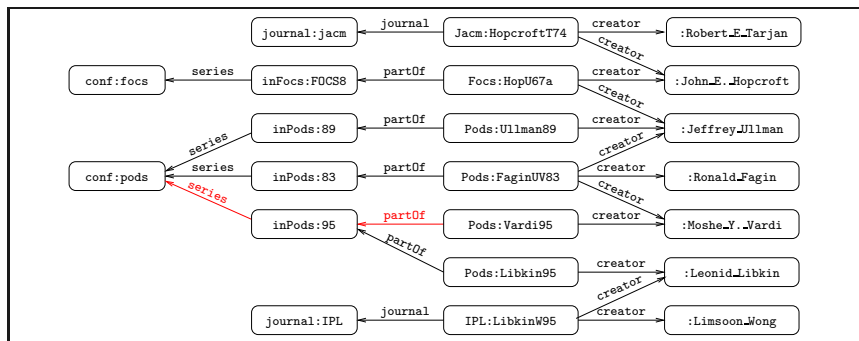 journal:jacm journal Jacm:HopcroftT74 creator :Robert_E_Tarjan
creator
conf:focs series inFocs:FOCS8 partOf Focs:HopU67a creator :John_E._Hopcroft
creator
inPods:89 partOf Pods:Ullman89 creator :Jeffrey_Ullman
series creator
conf:pods series inPods:83 partOf Pods:FaginUV83 creator :Ronald_Fagin
series creator
inPods:95 partOf Pods:Vardi95 creator :Moshe_Y._Vardi
partOf
Pods:Libkin95 creator :Leonid_Libkin
creator
journal:IPL journal IPL:LibkinW95 creator :Limsoon_Wong